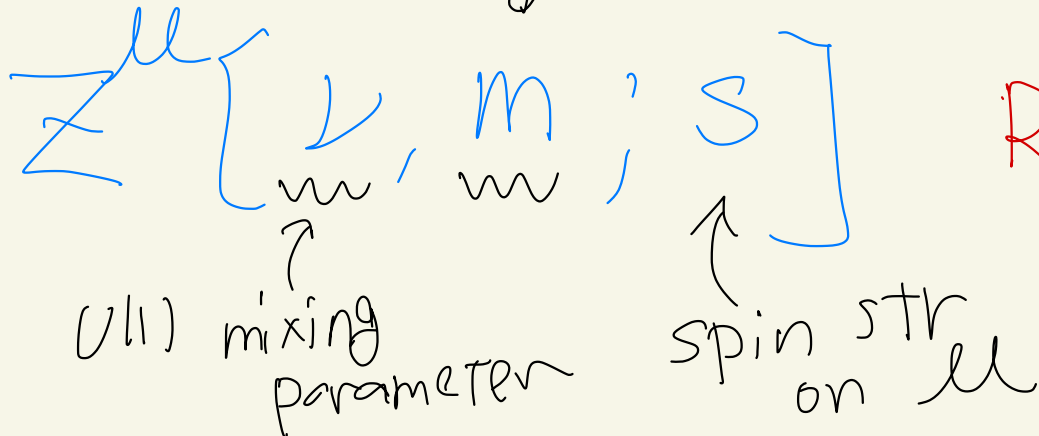 Z^μ[ν, m; s]
R
U(1) mixing parameter
spin str on μ